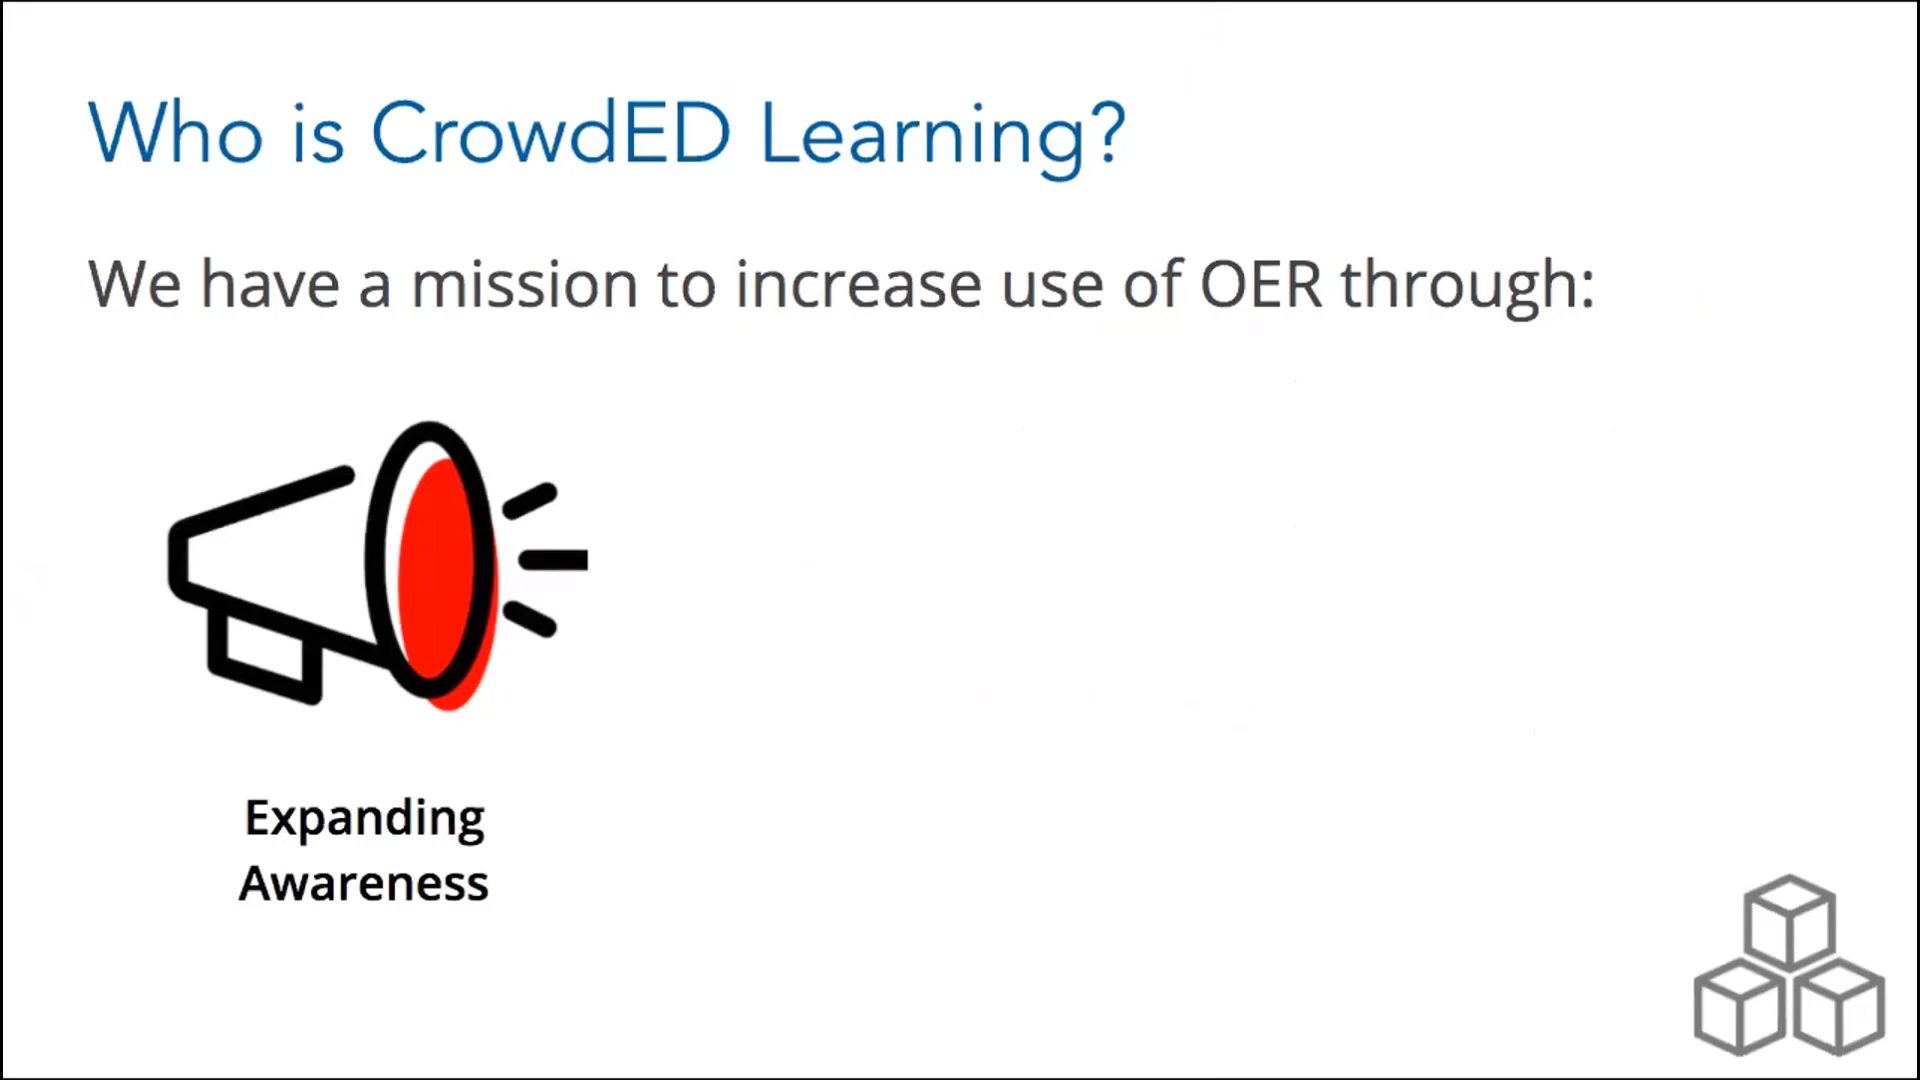 Who is CrowdED Learning?
We have a mission to increase use of OER through:
Expanding
Awareness